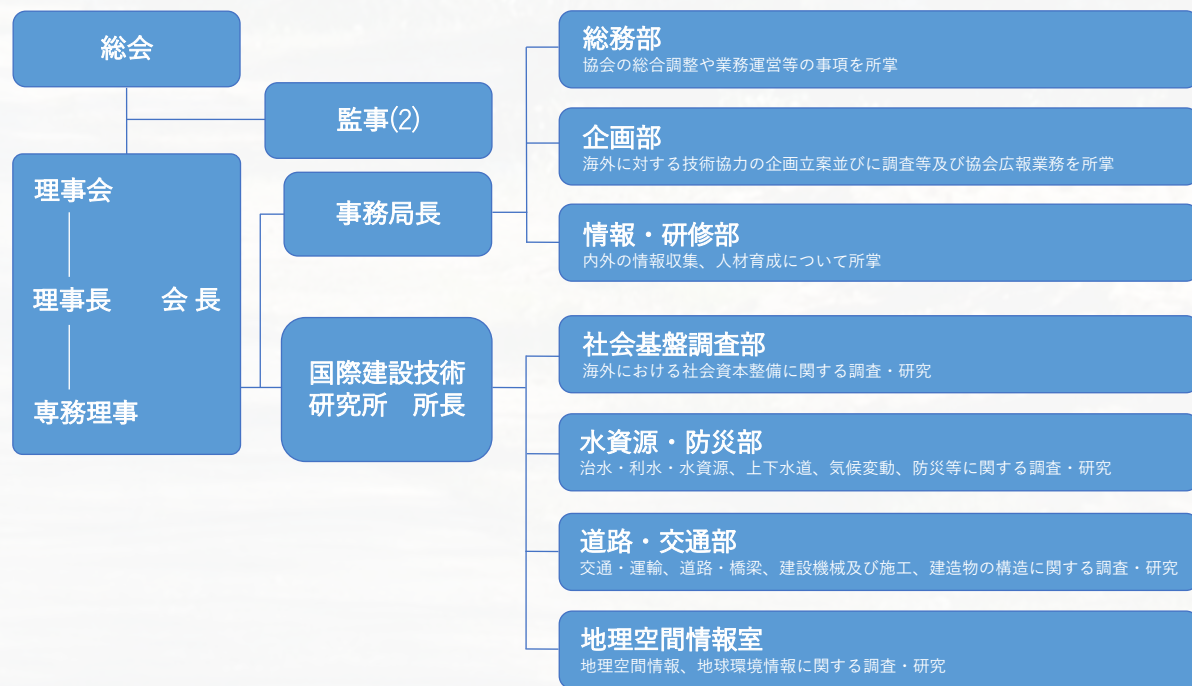 総会
監事(2)
理事会
理事長　会 長
専務理事
事務局長
国際建設技術
研究所　所長
総務部
協会の総合調整や業務運営等の事項を所掌
企画部
海外に対する技術協力の企画立案並びに調査等及び協会広報業務を所掌
情報・研修部
内外の情報収集、人材育成について所掌
社会基盤調査部
海外における社会資本整備に関する調査・研究
水資源・防災部
治水・利水・水資源、上下水道、気候変動、防災等に関する調査・研究
道路・交通部
交通・運輸、道路・橋梁、建設機械及び施工、建造物の構造に関する調査・研究
地理空間情報室
地理空間情報、地球環境情報に関する調査・研究